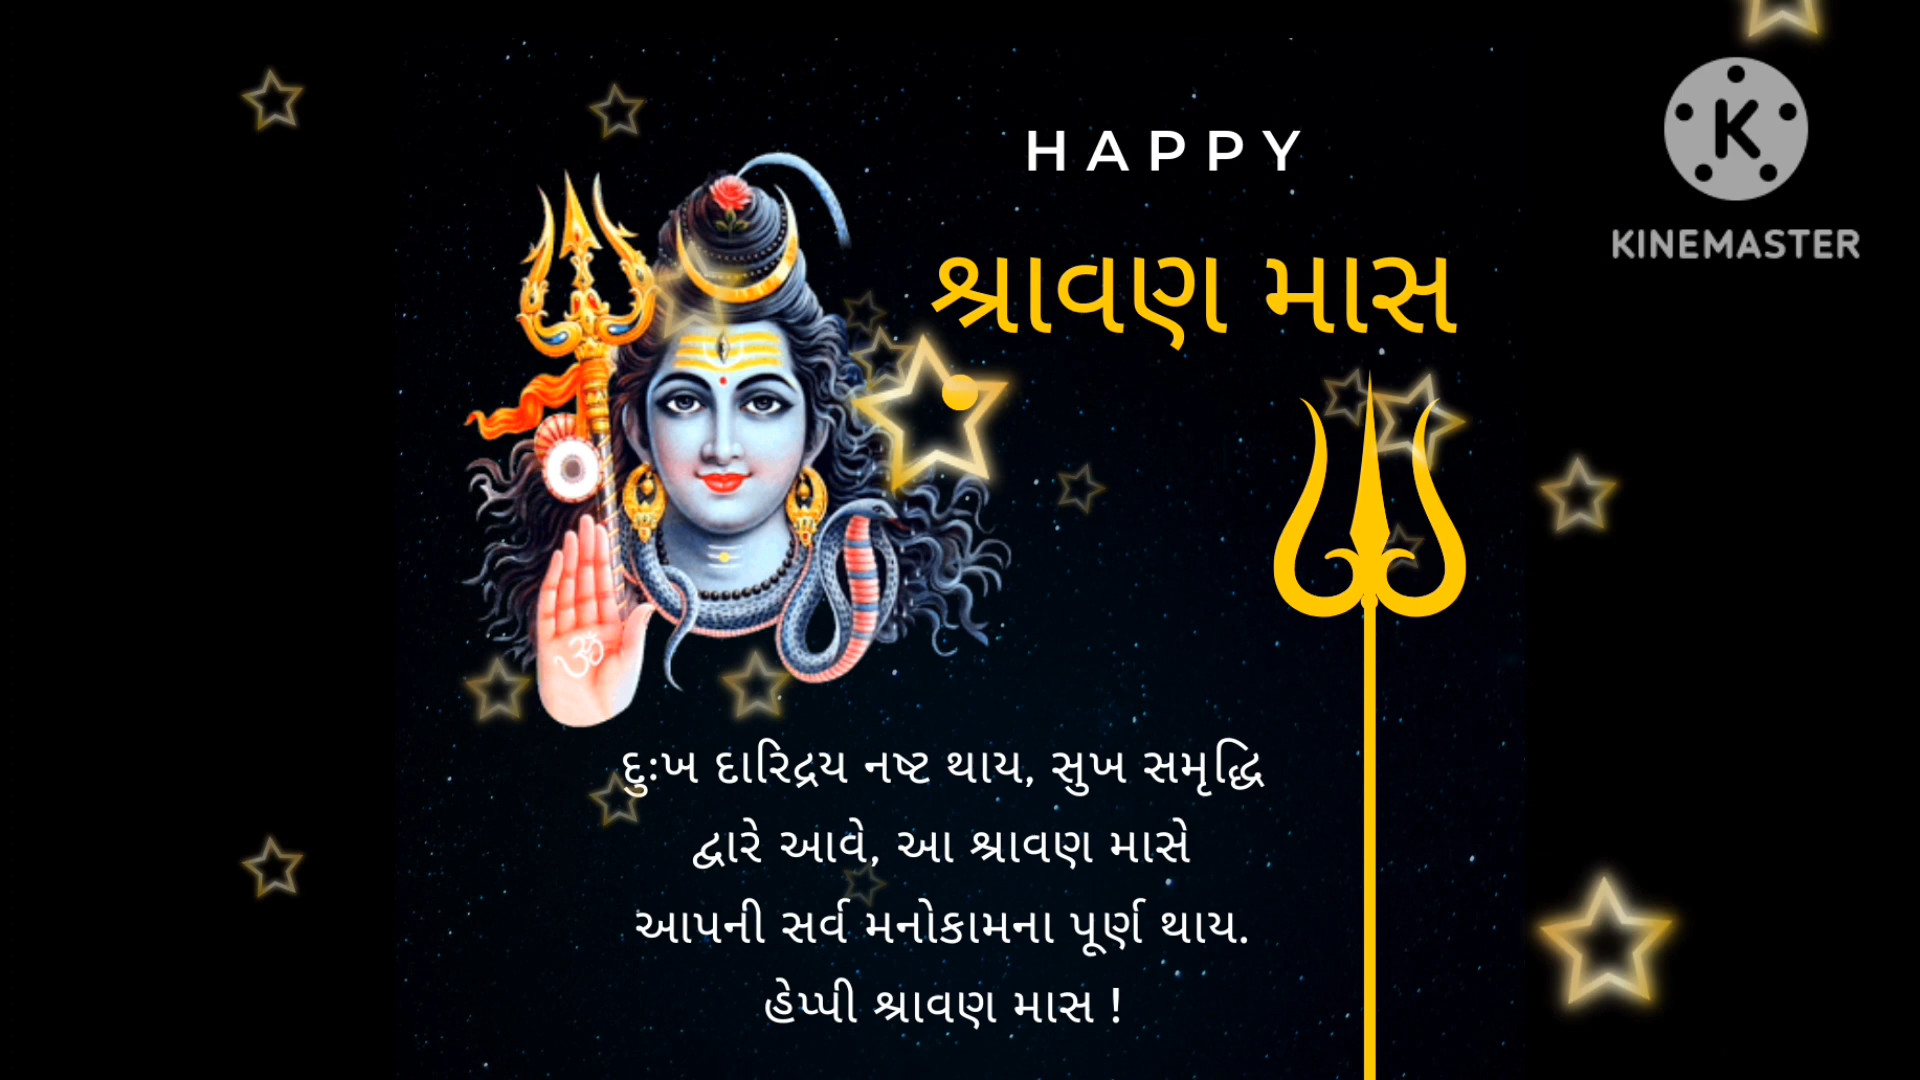 HAPPY
શ્રાવણ માસ
K
KINEMASTER
ॐ
દુઃખ દારિદ્રય નષ્ટ થાય, સુખ સમૃદ્ધિ
દ્વારે આવે, આ શ્રાવણ માસે
આપની સર્વ મનોકામના પૂર્ણ થાય.
હેપ્પી શ્રાવણ માસ !